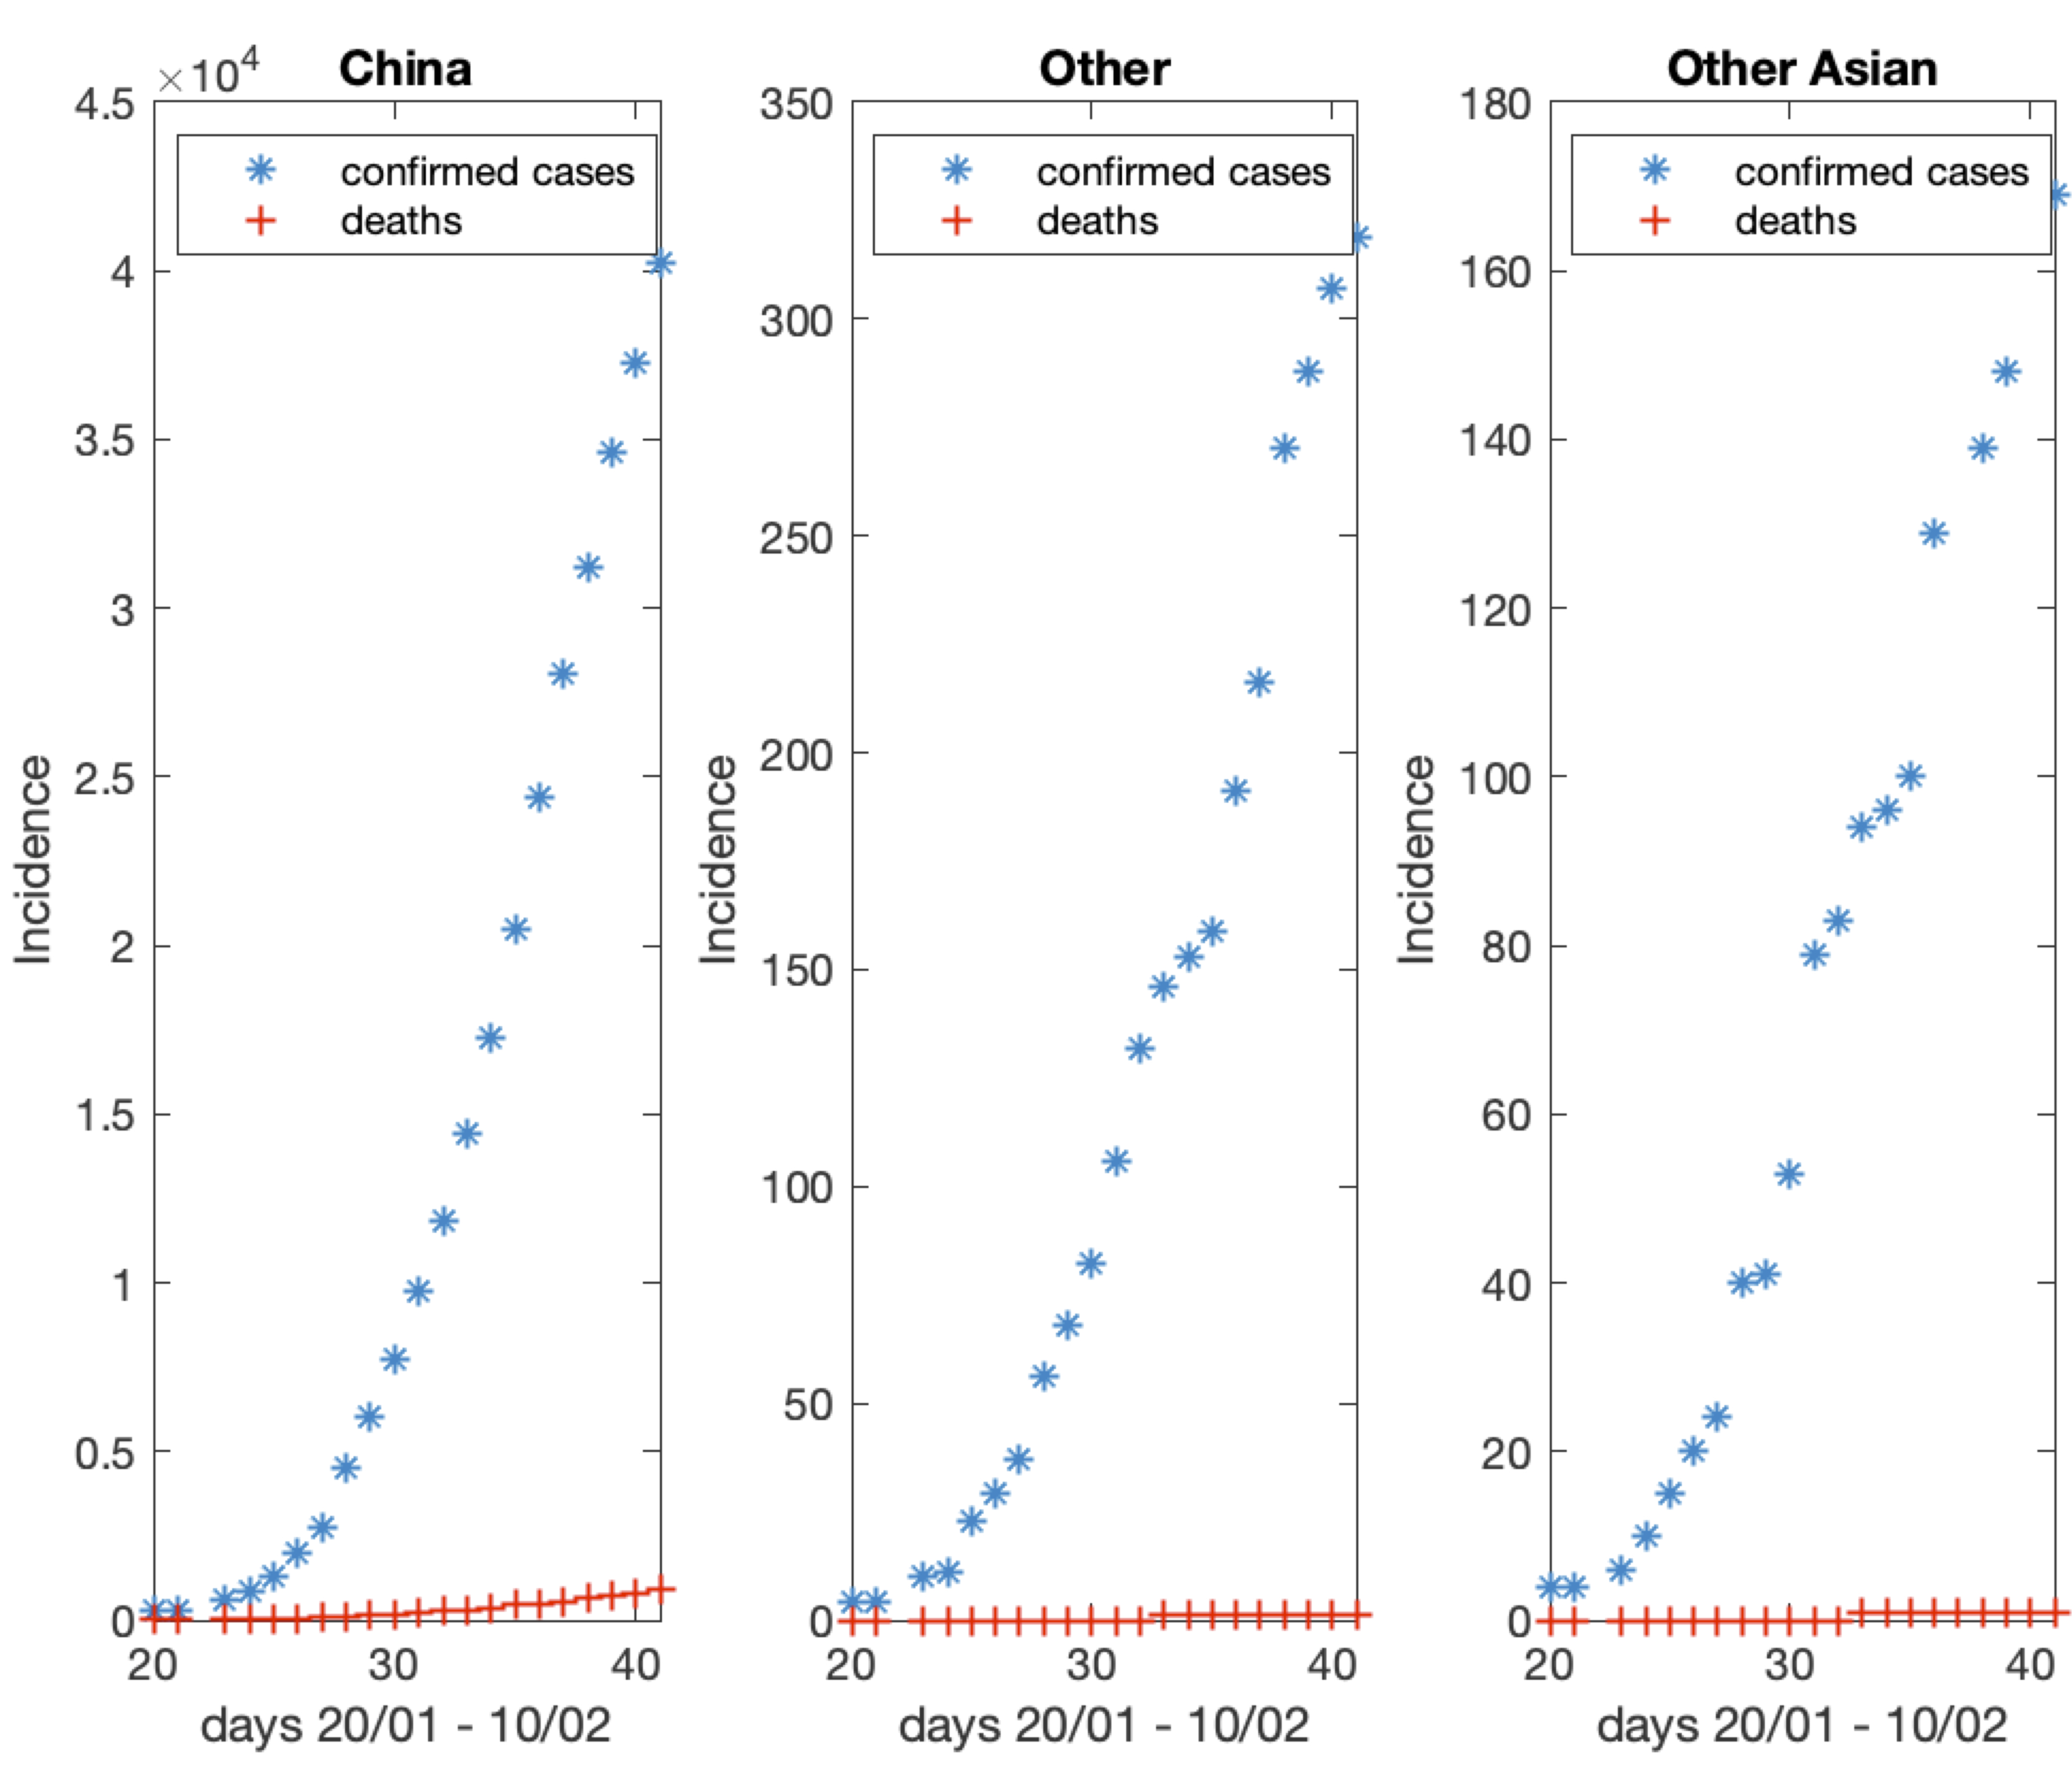 ×10⁴ China
4.5
4
3.5
3
2.5
2
1.5
1
0.5
0
20 30 40
days 20/01 - 10/02
Incidence
confirmed cases
deaths
Other
350
300
250
200
150
100
50
0
20 30 40
days 20/01 - 10/02
Incidence
confirmed cases
deaths
Other Asian
180
160
140
120
100
80
60
40
20
0
20 30 40
days 20/01 - 10/02
Incidence
confirmed cases
deaths